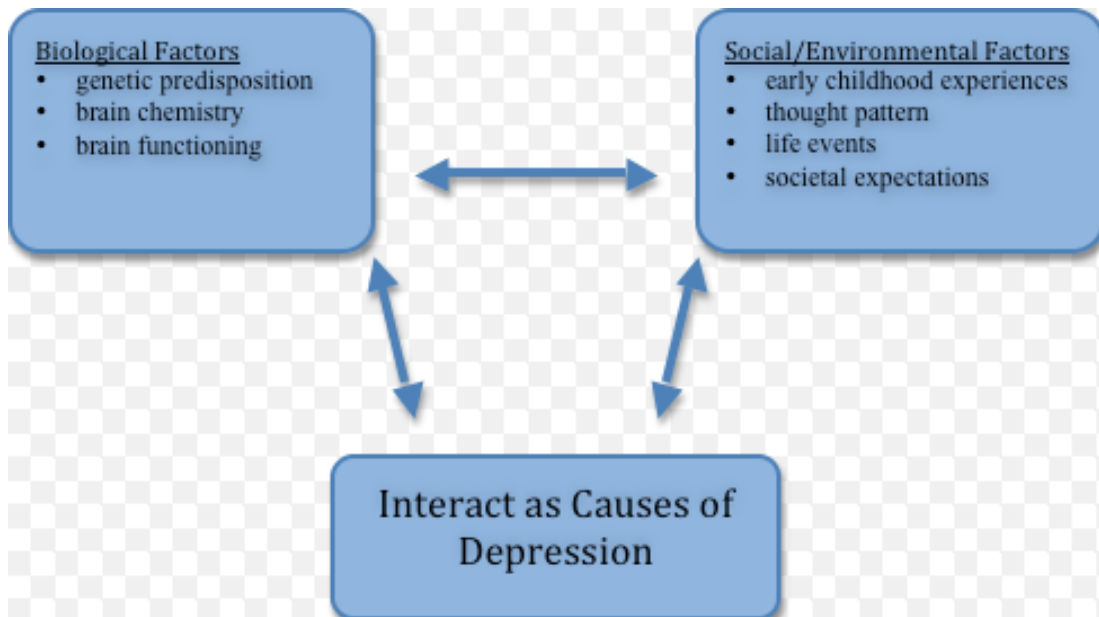 Biological Factors
• genetic predisposition
• brain chemistry
• brain functioning
Social/Environmental Factors
• early childhood experiences
• thought pattern
• life events
• societal expectations
Interact as Causes of
Depression